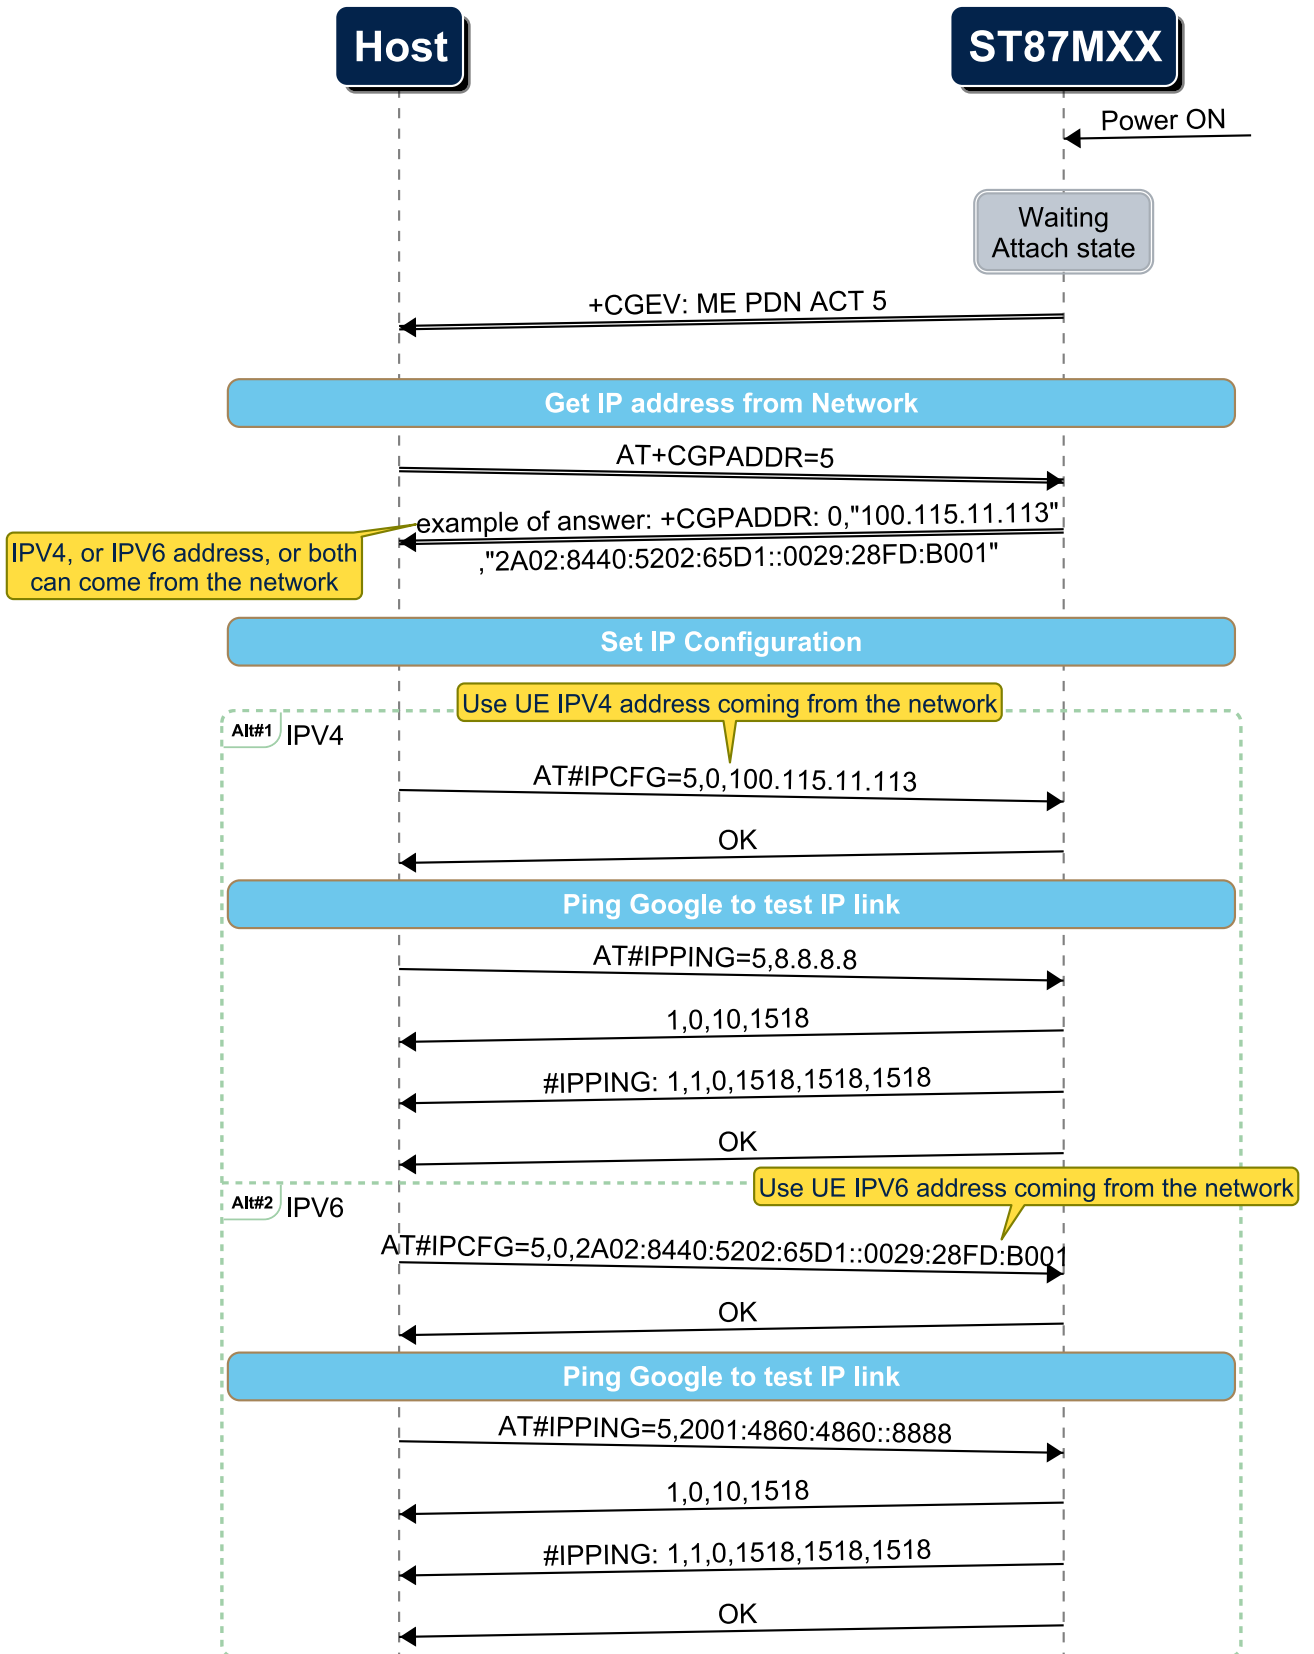 Host
ST87MXX
Power ON
Waiting
Attach state
+CGEV: ME PDN ACT 5
Get IP address from Network
AT+CGPADDR=5
example of answer: +CGPADDR: 0,"100.115.11.113"
,"2A02:8440:5202:65D1::0029:28FD:B001"
IPV4, or IPV6 address, or both
can come from the network
Set IP Configuration
Use UE IPV4 address coming from the network
Alt#1
IPV4
AT#IPCFG=5,0,100.115.11.113
OK
Ping Google to test IP link
AT#IPPING=5,8.8.8.8
1,0,10,1518
#IPPING: 1,1,0,1518,1518,1518
OK
Use UE IPV6 address coming from the network
Alt#2
IPV6
AT#IPCFG=5,0,2A02:8440:5202:65D1::0029:28FD:B001
OK
Ping Google to test IP link
AT#IPPING=5,2001:4860:4860::8888
1,0,10,1518
#IPPING: 1,1,0,1518,1518,1518
OK